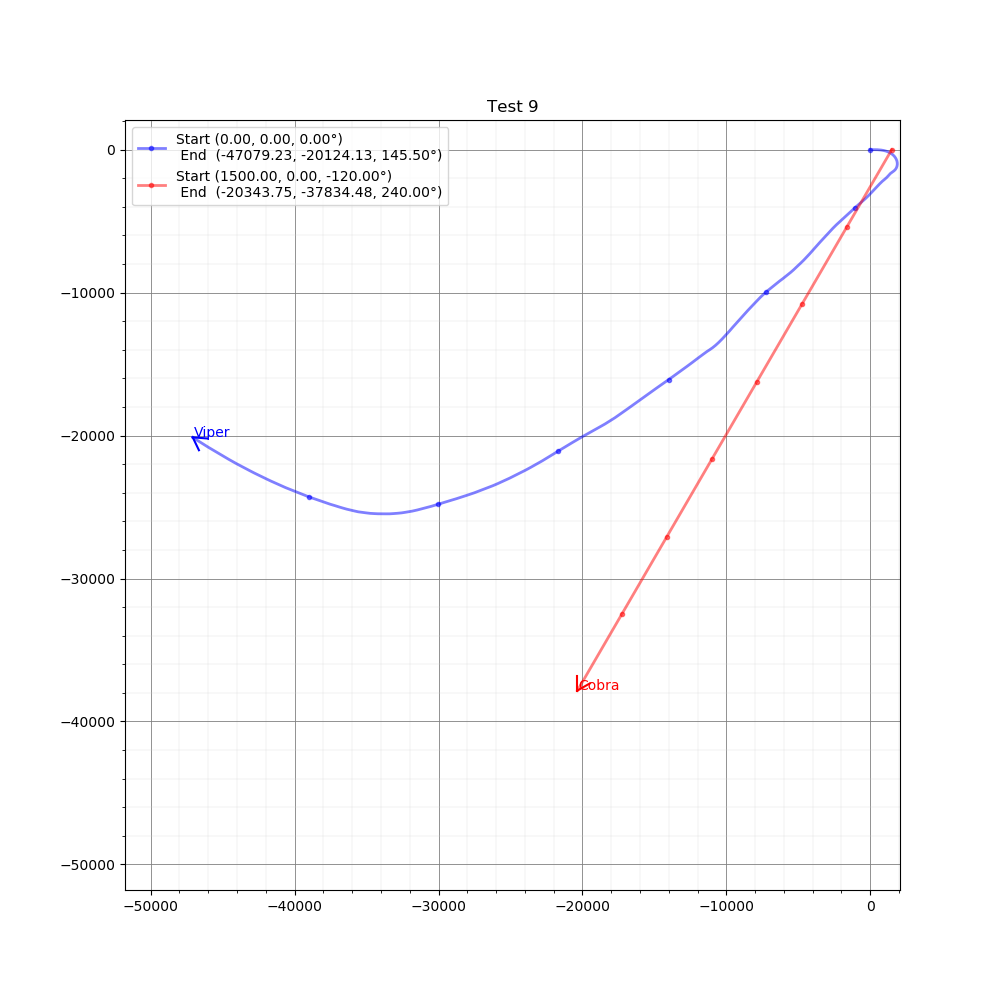 Test 9
Start (0.00, 0.00, 0.00°)
End (-47079.23, -20124.13, 145.50°)
Start (1500.00, 0.00, -120.00°)
End (-20343.75, -37834.48, 240.00°)
0
−10000
−20000
−30000
−40000
−50000
Viper
Cobra
−50000 −40000 −30000 −20000 −10000 0